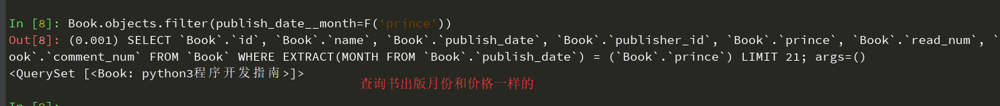 In [8]: Book.objects.filter(publish_date__month=F('prince'))
Out[8]: (0.001) SELECT `Book`.`id`, `Book`.`name`, `Book`.`publish_date`, `Book`.`publisher_id`, `Book`.`prince`, `Book`.`read_num`, `
ook`.`comment_num` FROM `Book` WHERE EXTRACT(MONTH FROM `Book`.`publish_date`) = (`Book`.`prince`) LIMIT 21; args=()
<QuerySet [<Book: python3程序开发指南>]>
查询书出版月份和价格一样的